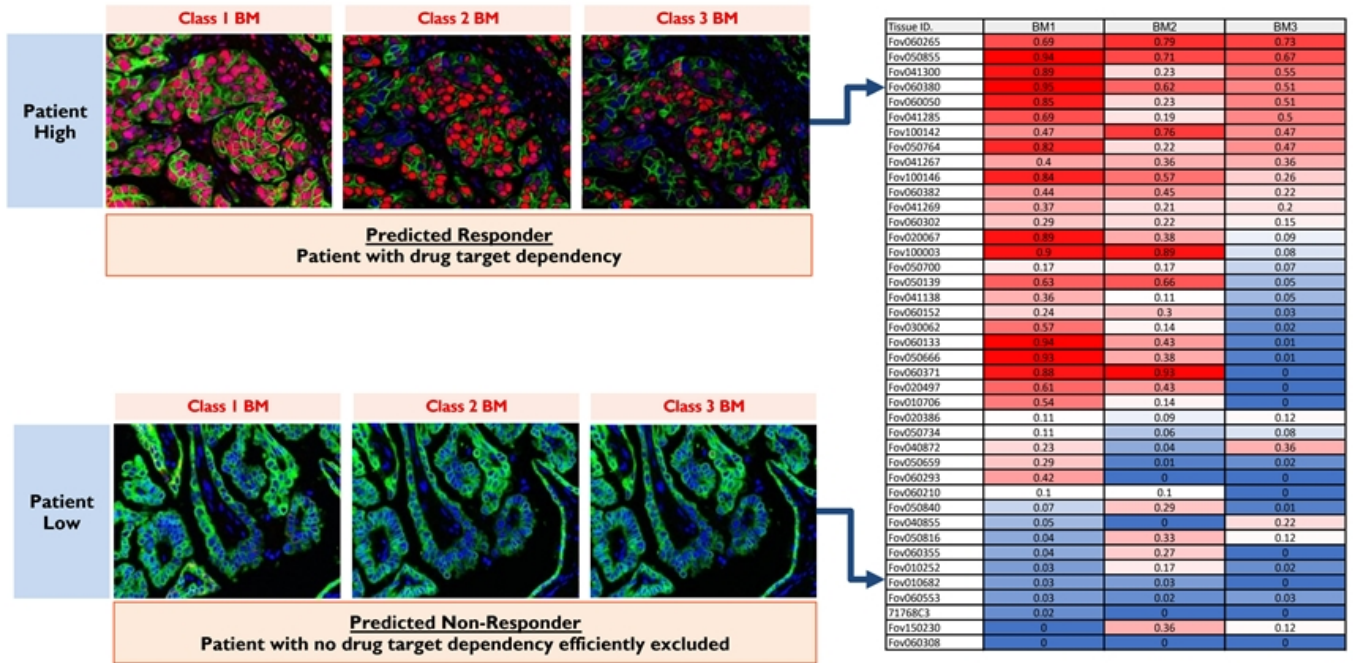 Class 1 BM Class 2 BM Class 3 BM
Patient
High
Predicted Responder
Patient with drug target dependency
Class 1 BM Class 2 BM Class 3 BM
Patient
Low
Predicted Non-Responder
Patient with no drug target dependency efficiently excluded
Tissue ID. BM1 BM2 BM3
Fov060265 0.69 0.79 0.73
Fov050855 0.94 0.71 0.67
Fov041300 0.89 0.23 0.55
Fov060380 0.95 0.62 0.51
Fov060050 0.85 0.23 0.51
Fov041285 0.69 0.19 0.5
Fov100142 0.47 0.76 0.47
Fov050764 0.82 0.22 0.47
Fov041267 0.4 0.36 0.36
Fov100146 0.84 0.57 0.26
Fov060382 0.44 0.45 0.22
Fov041269 0.37 0.21 0.2
Fov060302 0.29 0.22 0.15
Fov020067 0.89 0.38 0.09
Fov100003 0.9 0.89 0.08
Fov050700 0.17 0.17 0.07
Fov050139 0.63 0.66 0.05
Fov041138 0.36 0.11 0.05
Fov060152 0.24 0.3 0.03
Fov030062 0.57 0.14 0.02
Fov060133 0.94 0.43 0.01
Fov050666 0.93 0.38 0.01
Fov060371 0.88 0.93 0
Fov020497 0.61 0.43 0
Fov010706 0.54 0.14 0
Fov020386 0.11 0.09 0.12
Fov050734 0.11 0.06 0.08
Fov040872 0.23 0.04 0.36
Fov050659 0.29 0.01 0.02
Fov060293 0.42 0 0
Fov060210 0.1 0.1 0
Fov050840 0.07 0.29 0.01
Fov040855 0.05 0 0.22
Fov050816 0.04 0.33 0.12
Fov060355 0.04 0.27 0
Fov010252 0.03 0.17 0.02
Fov010682 0.03 0.03 0
Fov060553 0.03 0.02 0.03
71768C3 0.02 0 0
Fov150230 0 0.36 0.12
Fov060308 0 0 0